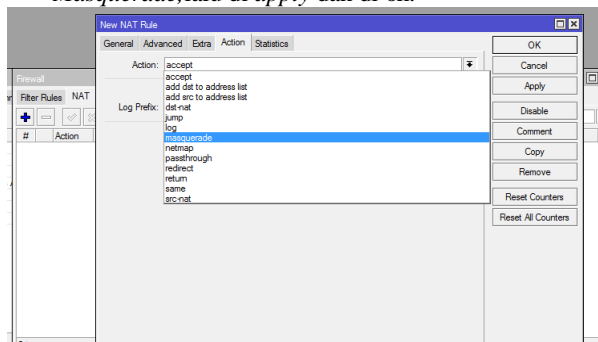 Masquerade, lalu di apply dan di ok.
New NAT Rule
General Advanced Extra Action Statistics
OK
Action: accept
Cancel
accept
add dst to address list
Apply
Firewall
add src to address list
Filter Rules NAT
Log Prefix: dst-nat
Disable
jump
log
Comment
# Action
masquerade
netmap
Copy
passthrough
redirect
Remove
return
same
Reset Counters
src-nat
Reset All Counters